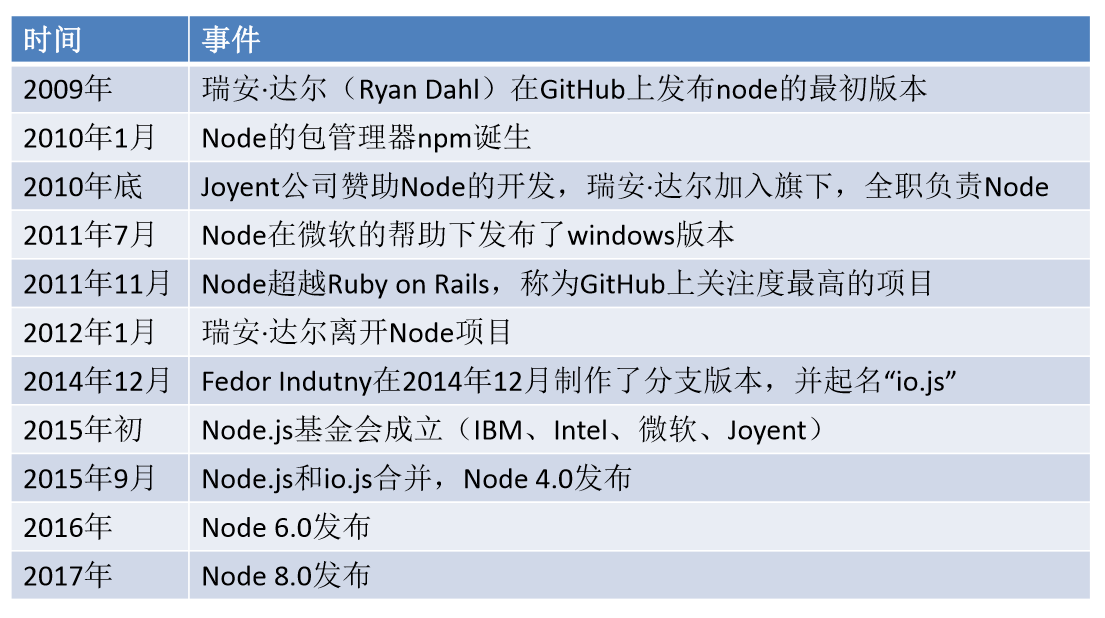 时间 事件
2009年 瑞安·达尔（Ryan Dahl）在GitHub上发布node的最初版本
2010年1月 Node的包管理器npm诞生
2010年底 Joyent公司赞助Node的开发，瑞安·达尔加入旗下，全职负责Node
2011年7月 Node在微软的帮助下发布了windows版本
2011年11月 Node超越Ruby on Rails，称为GitHub上关注度最高的项目
2012年1月 瑞安·达尔离开Node项目
2014年12月 Fedor Indutny在2014年12月制作了分支版本，并起名“io.js”
2015年初 Node.js基金会成立（IBM、Intel、微软、Joyent）
2015年9月 Node.js和io.js合并，Node 4.0发布
2016年 Node 6.0发布
2017年 Node 8.0发布